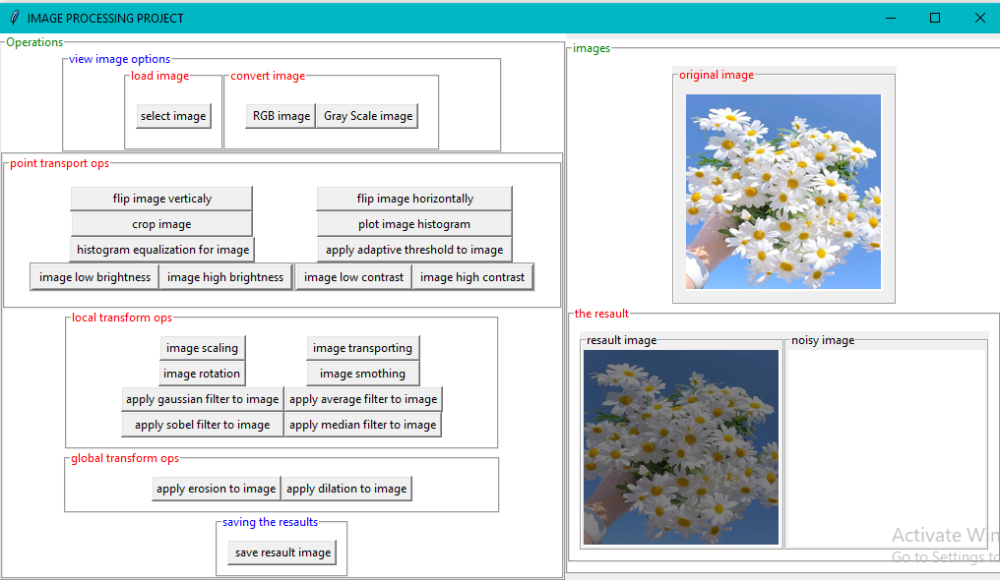 IMAGE PROCESSING PROJECT
Operations
view image options
load image
convert image
select image
RGB image
Gray Scale image
point transport ops
flip image verticaly
flip image horizontally
crop image
plot image histogram
histogram equalization for image
apply adaptive threshold to image
image low brightness
image high brightness
image low contrast
image high contrast
local transform ops
image scaling
image transporting
image rotation
image smothing
apply gaussian filter to image
apply average filter to image
apply sobel filter to image
apply median filter to image
global transform ops
apply erosion to image
apply dilation to image
saving the resaults
save resault image
images
original image
the resault
resault image
noisy image
Activate Win
Go to Settings to